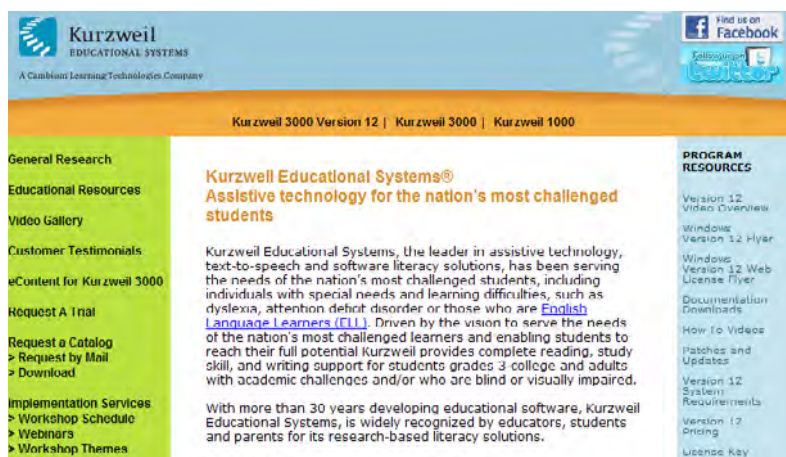 Kurzweil
EDUCATIONAL SYSTEMS
A Cambium Learning Technologies Company
Find us on
Facebook
Follow us on
twitter
Kurzweil 3000 Version 12 | Kurzweil 3000 | Kurzweil 1000
General Research
Educational Resources
Video Gallery
Customer Testimonials
eContent for Kurzweil 3000
Request A Trial
Request a Catalog
> Request by Mail
> Download
Implementation Services
> Workshop Schedule
> Webinars
> Workshop Themes
Kurzweil Educational Systems®
Assistive technology for the nation's most challenged
students
Kurzweil Educational Systems, the leader in assistive technology,
text-to-speech and software literacy solutions, has been serving
the needs of the nation's most challenged students, including
individuals with special needs and learning difficulties, such as
dyslexia, attention deficit disorder or those who are English
Language Learners (ELL). Driven by the vision to serve the needs
of the nation's most challenged learners and enabling students to
reach their full potential Kurzweil provides complete reading, study
skill, and writing support for students grades 3-college and adults
with academic challenges and/or who are blind or visually impaired.
With more than 30 years developing educational software, Kurzweil
Educational Systems, is widely recognized by educators, students
and parents for its research-based literacy solutions.
PROGRAM
RESOURCES
Version 12
Video Overview
Windows
Version 12 Flyer
Windows
Version 12 Web
License Flyer
Documentation
Downloads
How To Videos
Patches and
Updates
Version 12
System
Requirements
Version 12
Pricing
License Key